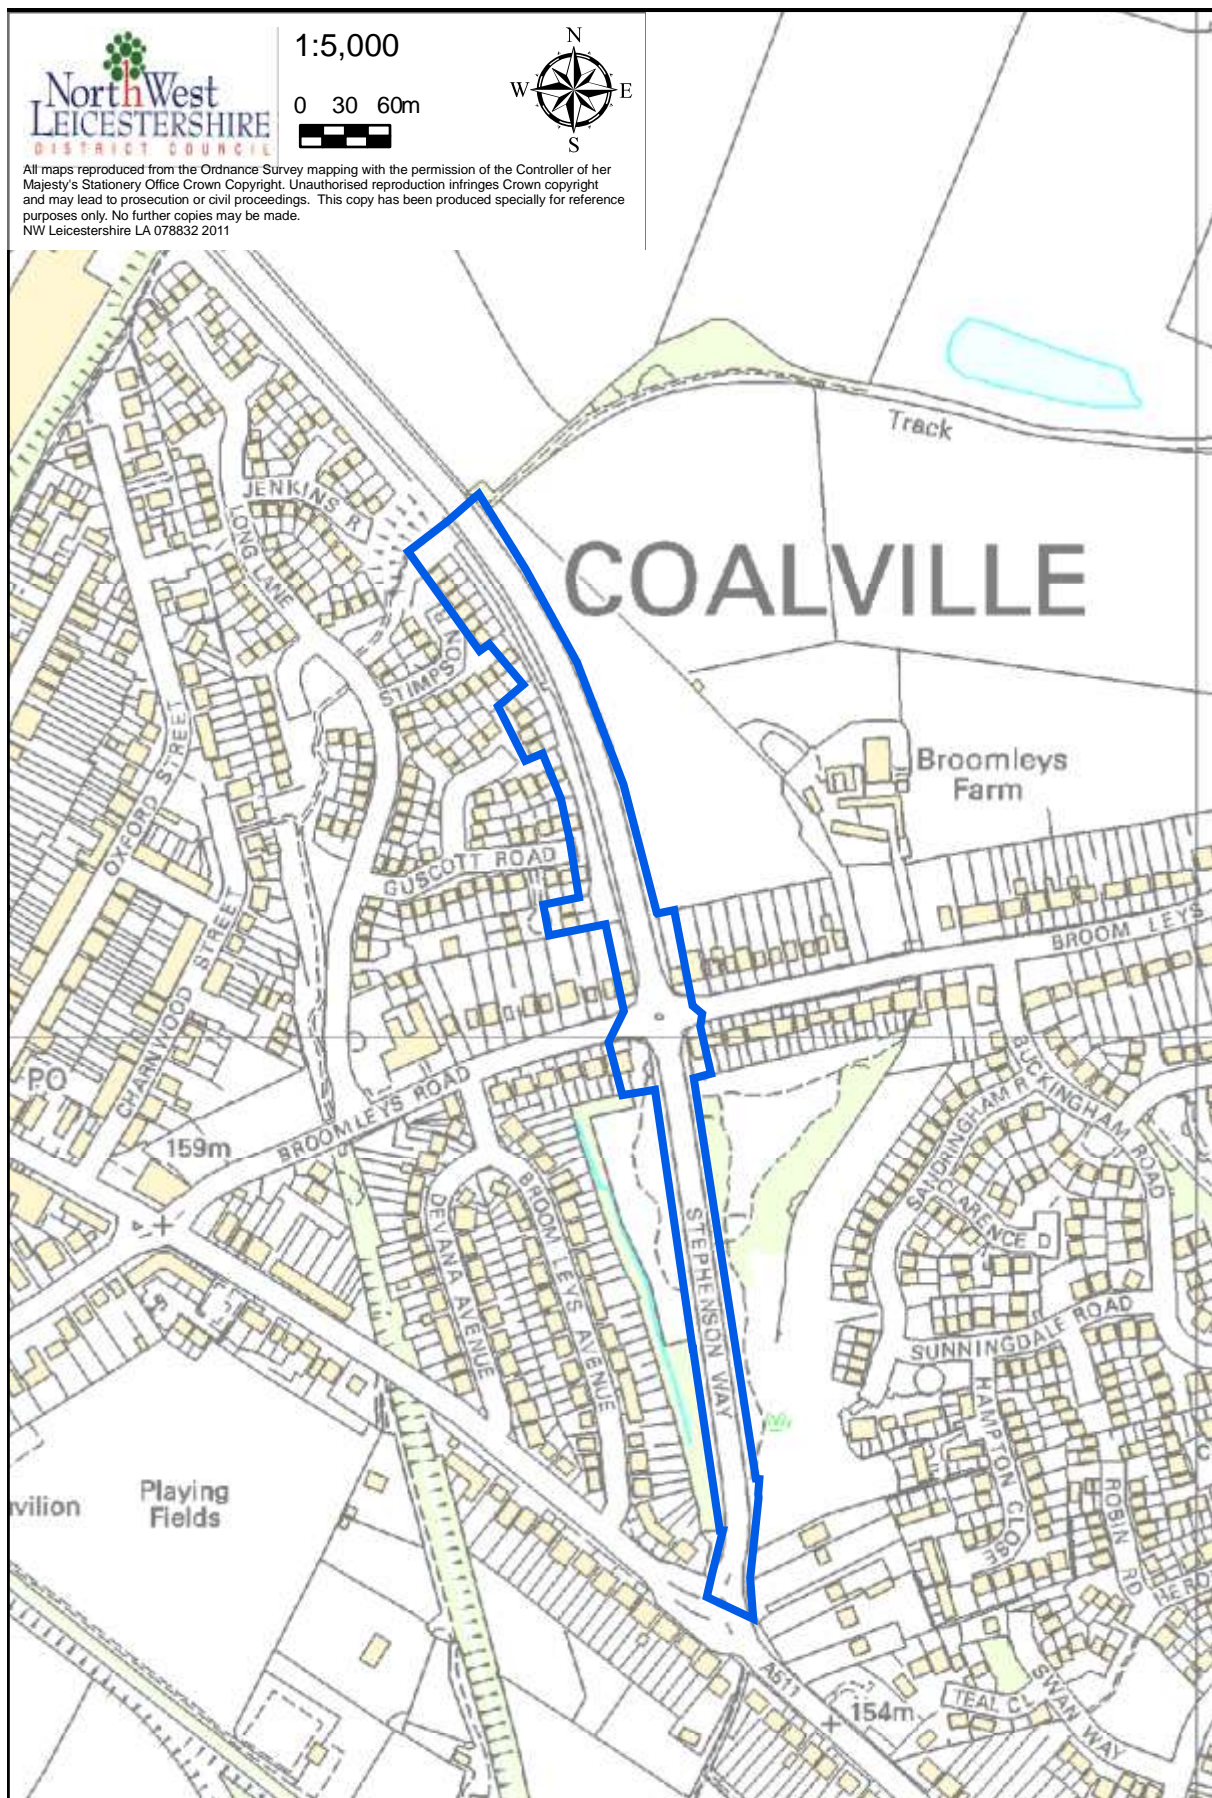 NorthWest
LEICESTERSHIRE
DISTRICT COUNCIL
1:5,000
0 30 60m
N
W E
S
All maps reproduced from the Ordnance Survey mapping with the permission of the Controller of her
Majesty's Stationery Office Crown Copyright. Unauthorised reproduction infringes Crown copyright
and may lead to prosecution or civil proceedings. This copy has been produced specially for reference
purposes only. No further copies may be made.
NW Leicestershire LA 078832 2011
Track
JENKINS R
LONG LANE
COALVILLE
STIMPSON R
OXFORD STREET
Broomleys
Farm
GUSCOTT ROAD
BROOM LEYS
CHARNWOOD STREET
PO
BROOMLEYS ROAD
159m
BUCKINGHAM ROAD
SANDRINGHAM R
CLARENCE D
DEVANA AVENUE
BROOM LEYS AVENUE
STEPHENSON WAY
SUNNINGDALE ROAD
HAMPTON CLOSE
ROBIN RD
Playing
Fields
vilion
HERO
A511
154m
TEAL CL
SWAN WAY